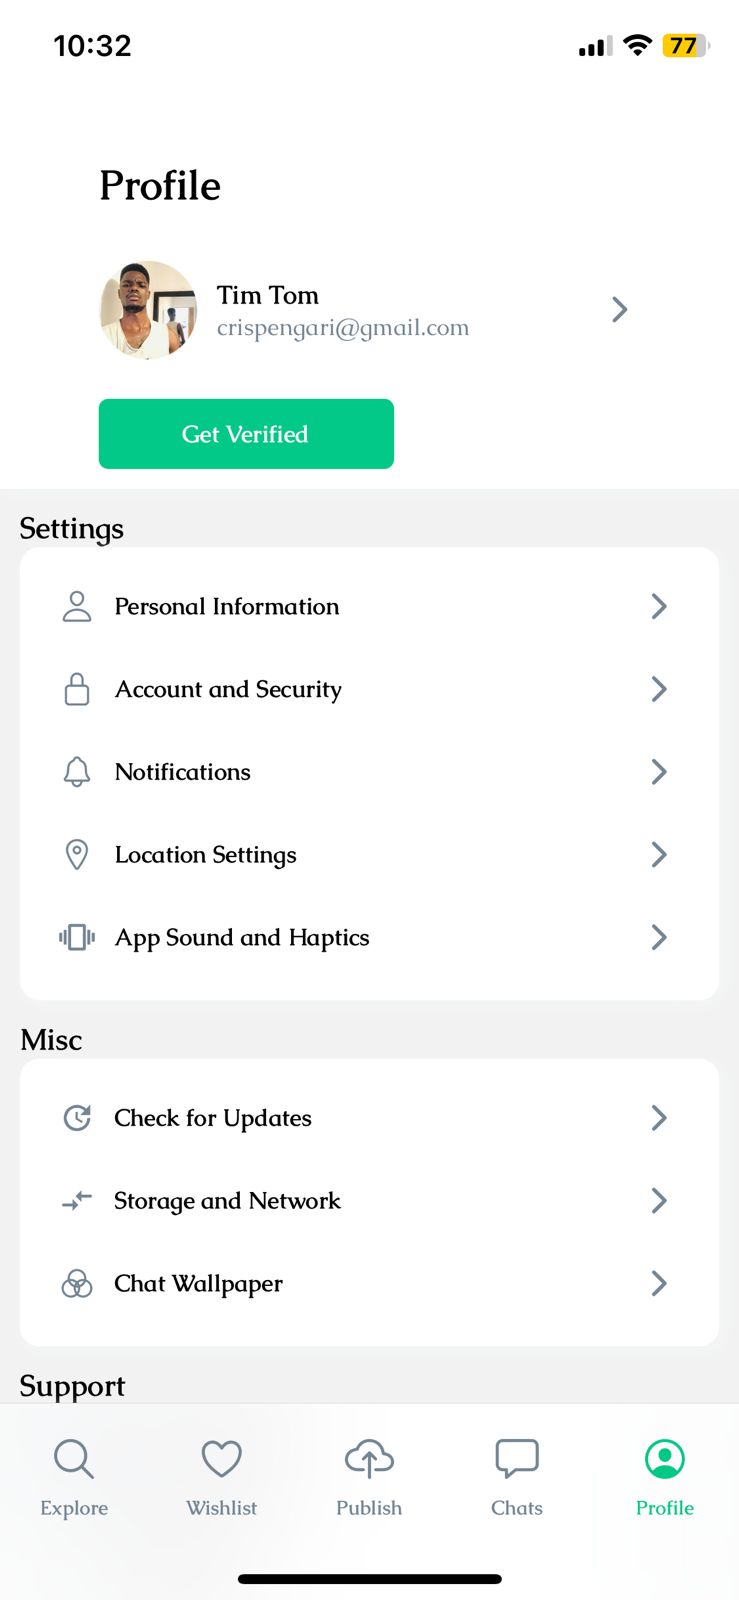 10:32
77
Profile
Tim Tom
crispengari@gmail.com
Get Verified
Settings
Personal Information
Account and Security
Notifications
Location Settings
App Sound and Haptics
Misc
Check for Updates
Storage and Network
Chat Wallpaper
Support
Explore
Wishlist
Publish
Chats
Profile